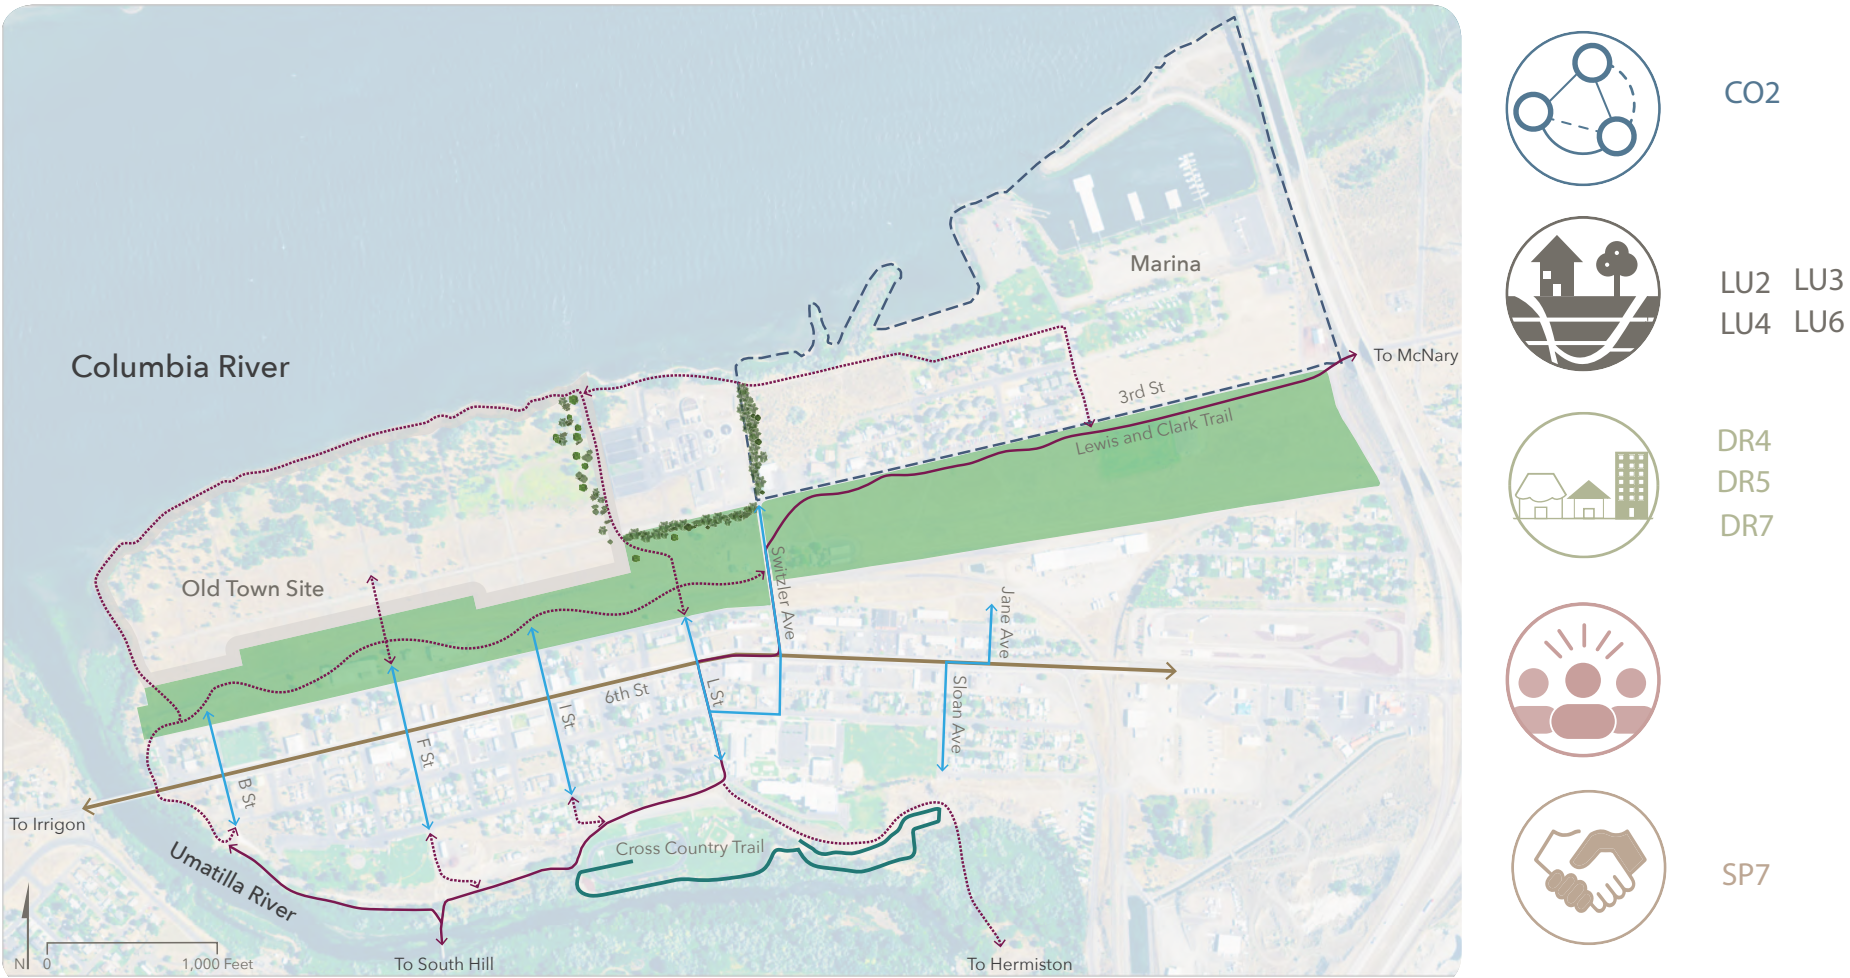 Columbia River
Marina
To McNary
3rd St
Lewis and Clark Trail
Old Town Site
Switzler Ave
Jane Ave
6th St
L St
I St
Sloan Ave
F St
B St
To Irrigon
Cross Country Trail
Umatilla River
N
0
1,000 Feet
To South Hill
To Hermiston
CO2
LU2 LU3
LU4 LU6
DR4
DR5
DR7
SP7